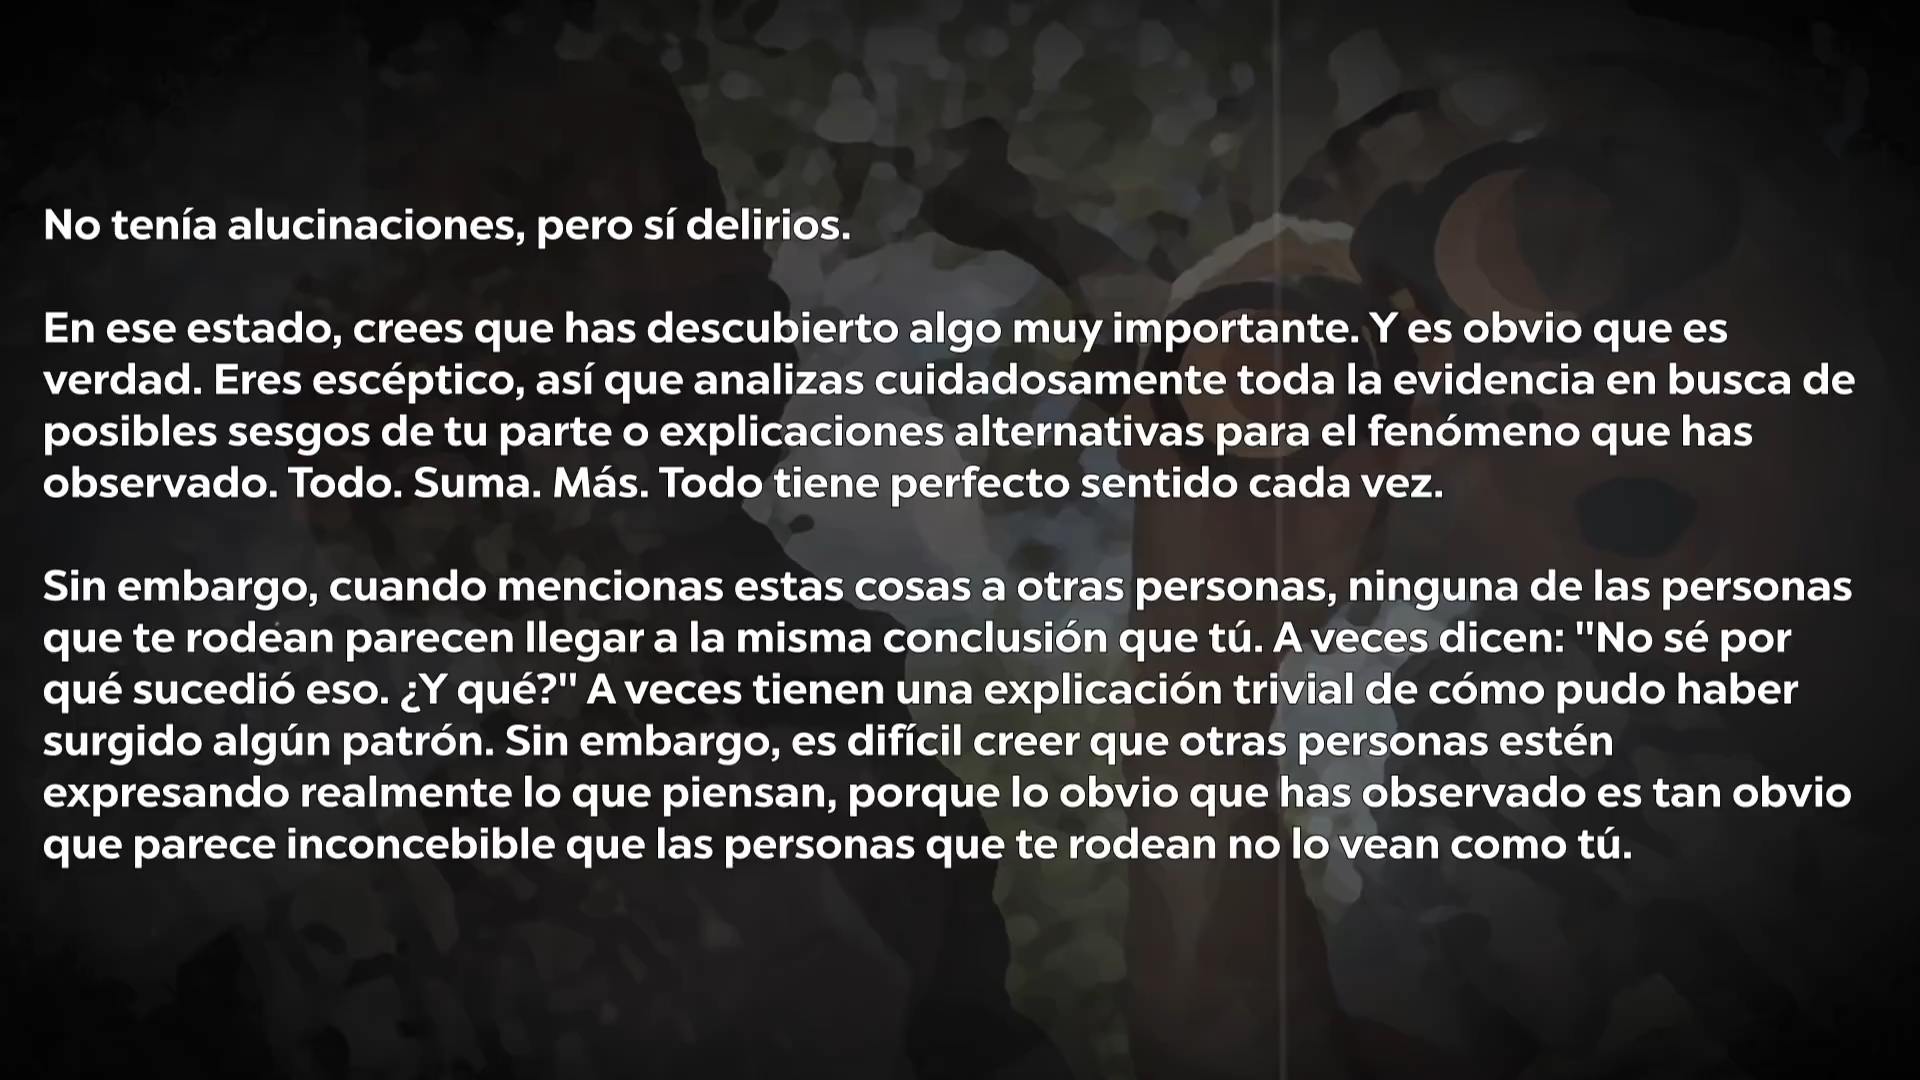 No tenía alucinaciones, pero sí delirios.
En ese estado, crees que has descubierto algo muy importante. Y es obvio que es
verdad. Eres escéptico, así que analizas cuidadosamente toda la evidencia en busca de
posibles sesgos de tu parte o explicaciones alternativas para el fenómeno que has
observado. Todo. Suma. Más. Todo tiene perfecto sentido cada vez.
Sin embargo, cuando mencionas estas cosas a otras personas, ninguna de las personas
que te rodean parecen llegar a la misma conclusión que tú. A veces dicen: "No sé por
qué sucedió eso. ¿Y qué?" A veces tienen una explicación trivial de cómo pudo haber
surgido algún patrón. Sin embargo, es difícil creer que otras personas estén
expresando realmente lo que piensan, porque lo obvio que has observado es tan obvio
que parece inconcebible que las personas que te rodean no lo vean como tú.